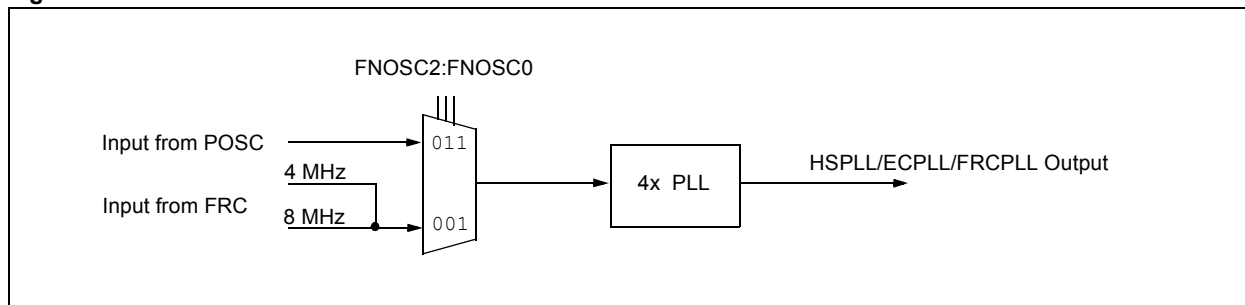 FNOSC2:FNOSC0
Input from POSC
011
4 MHz
4x PLL
HSPLL/ECPLL/FRCPLL Output
Input from FRC
8 MHz
001